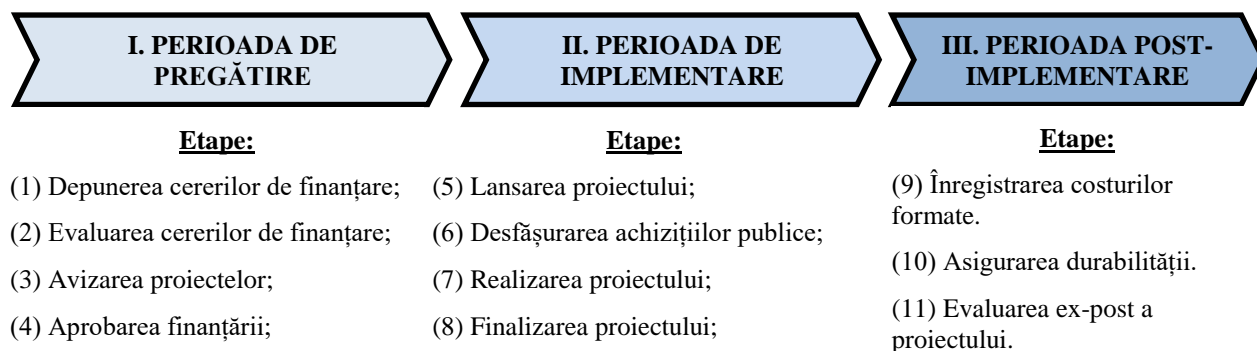 I. PERIOADA DE
PREGĂTIRE
Etape:
(1) Depunerea cererilor de finanțare;
(2) Evaluarea cererilor de finanțare;
(3) Avizarea proiectelor;
(4) Aprobarea finanțării;
II. PERIOADA DE
IMPLEMENTARE
Etape:
(5) Lansarea proiectului;
(6) Desfășurarea achizițiilor publice;
(7) Realizarea proiectului;
(8) Finalizarea proiectului;
III. PERIOADA POST-
IMPLEMENTARE
Etape:
(9) Înregistrarea costurilor
formate.
(10) Asigurarea durabilității.
(11) Evaluarea ex-post a
proiectului.